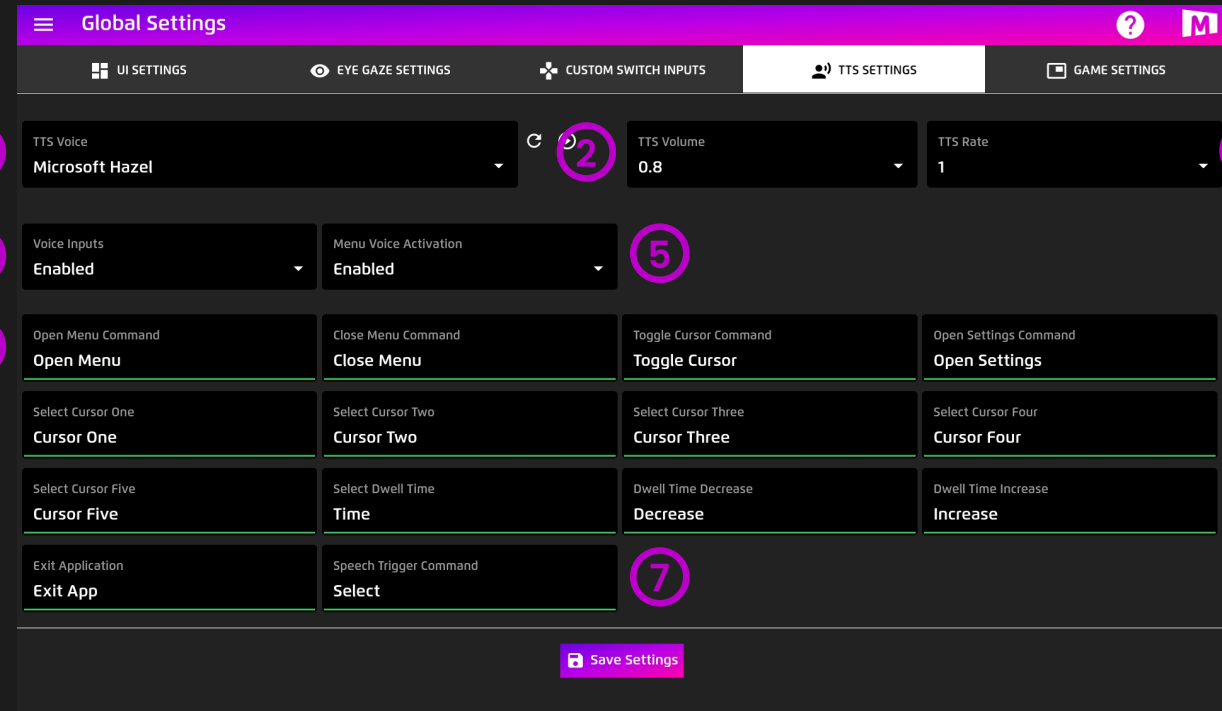 Global Settings
? M
UI SETTINGS EYE GAZE SETTINGS CUSTOM SWITCH INPUTS TTS SETTINGS GAME SETTINGS
TTS Voice
Microsoft Hazel
2
TTS Volume
0.8
TTS Rate
1
Voice Inputs
Enabled
Menu Voice Activation
Enabled
5
Open Menu Command
Open Menu
Close Menu Command
Close Menu
Toggle Cursor Command
Toggle Cursor
Open Settings Command
Open Settings
Select Cursor One
Cursor One
Select Cursor Two
Cursor Two
Select Cursor Three
Cursor Three
Select Cursor Four
Cursor Four
Select Cursor Five
Cursor Five
Select Dwell Time
Time
Dwell Time Decrease
Decrease
Dwell Time Increase
Increase
Exit Application
Exit App
Speech Trigger Command
Select
7
Save Settings